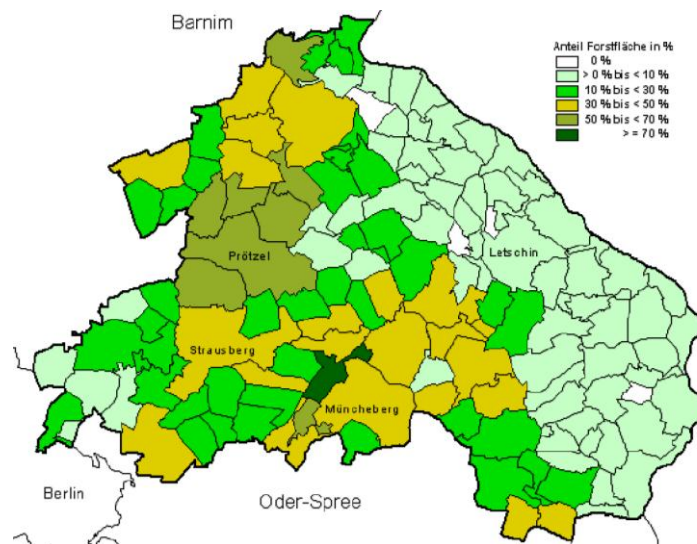 Barnim
Anteil Forstfläche in %
0 %
> 0 % bis < 10 %
10 % bis < 30 %
30 % bis < 50 %
50 % bis < 70 %
> = 70 %
Prötzel
Letschin
Strausberg
Müncheberg
Berlin
Oder-Spree